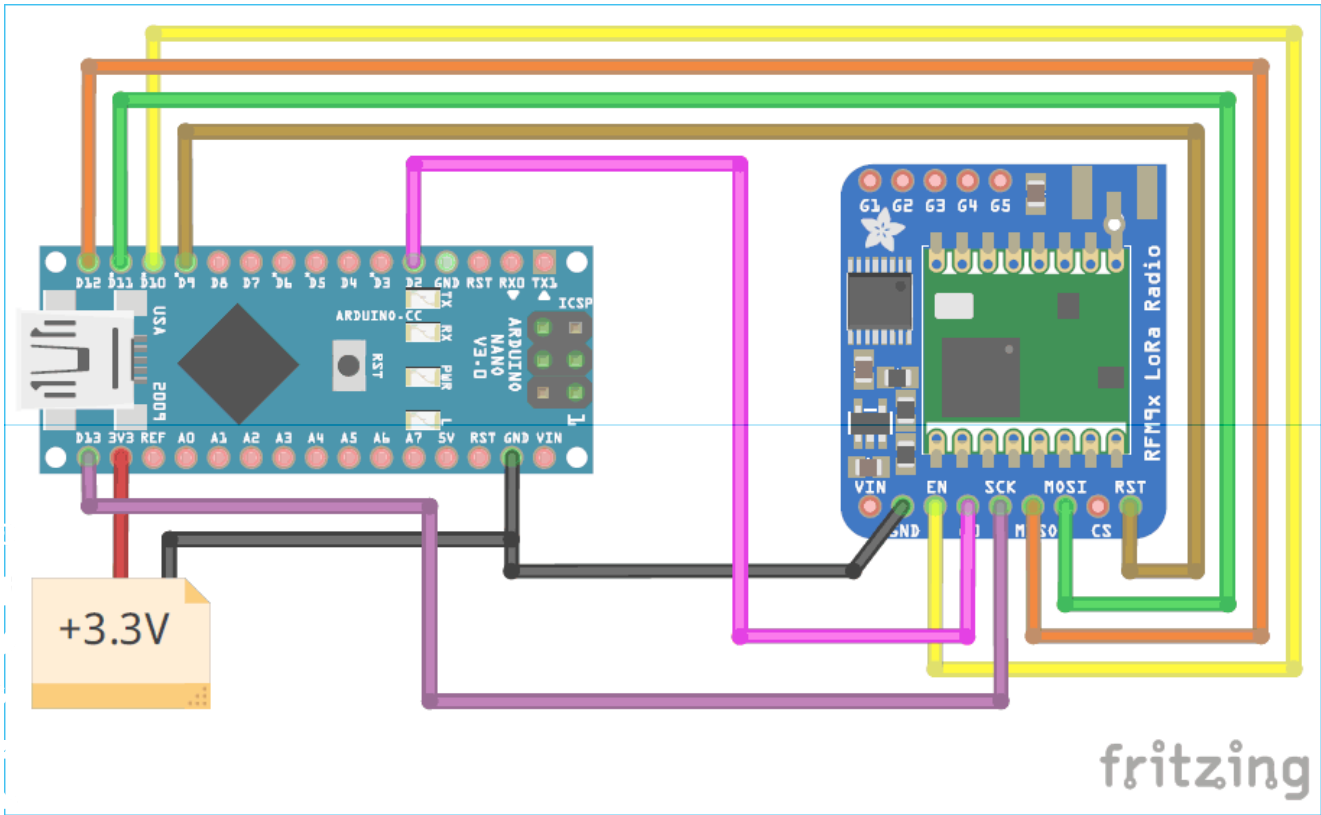 G1 G2 G3 G4 G5
D12 D11 D10 D9 D8 D7 D6 D5 D4 D3 D2 GND RST RX0 TX1
USA
2009
ARDUINO-CC
RST
TX
RX
PWR
L
ARDUINO
NANO
V3.0
ICSP
1
D13 3V3 REF A0 A1 A2 A3 A4 A5 A6 A7 5V RST GND VIN
RFM9x LoRa Radio
VIN EN SCK MOSI RST
GND CS
+3.3V
fritzing